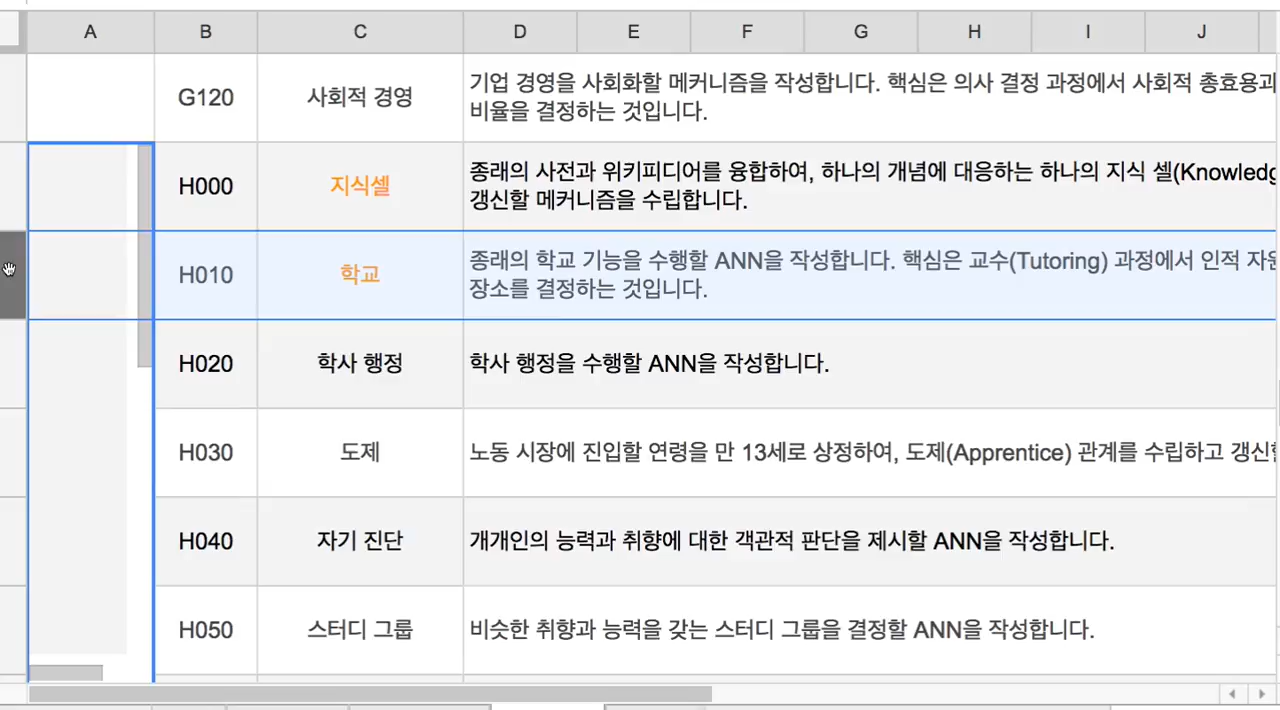 A B C D E F G H I J
G120 사회적 경영 기업 경영을 사회화할 메커니즘을 작성합니다. 핵심은 의사 결정 과정에서 사회적 총효용과
비율을 결정하는 것입니다.
H000 지식셀 종래의 사전과 위키피디어를 융합하여, 하나의 개념에 대응하는 하나의 지식 셀(Knowledg
갱신할 메커니즘을 수립합니다.
H010 학교 종래의 학교 기능을 수행할 ANN을 작성합니다. 핵심은 교수(Tutoring) 과정에서 인적 자원
장소를 결정하는 것입니다.
H020 학사 행정 학사 행정을 수행할 ANN을 작성합니다.
H030 도제 노동 시장에 진입할 연령을 만 13세로 상정하여, 도제(Apprentice) 관계를 수립하고 갱신할
H040 자기 진단 개개인의 능력과 취향에 대한 객관적 판단을 제시할 ANN을 작성합니다.
H050 스터디 그룹 비슷한 취향과 능력을 갖는 스터디 그룹을 결정할 ANN을 작성합니다.